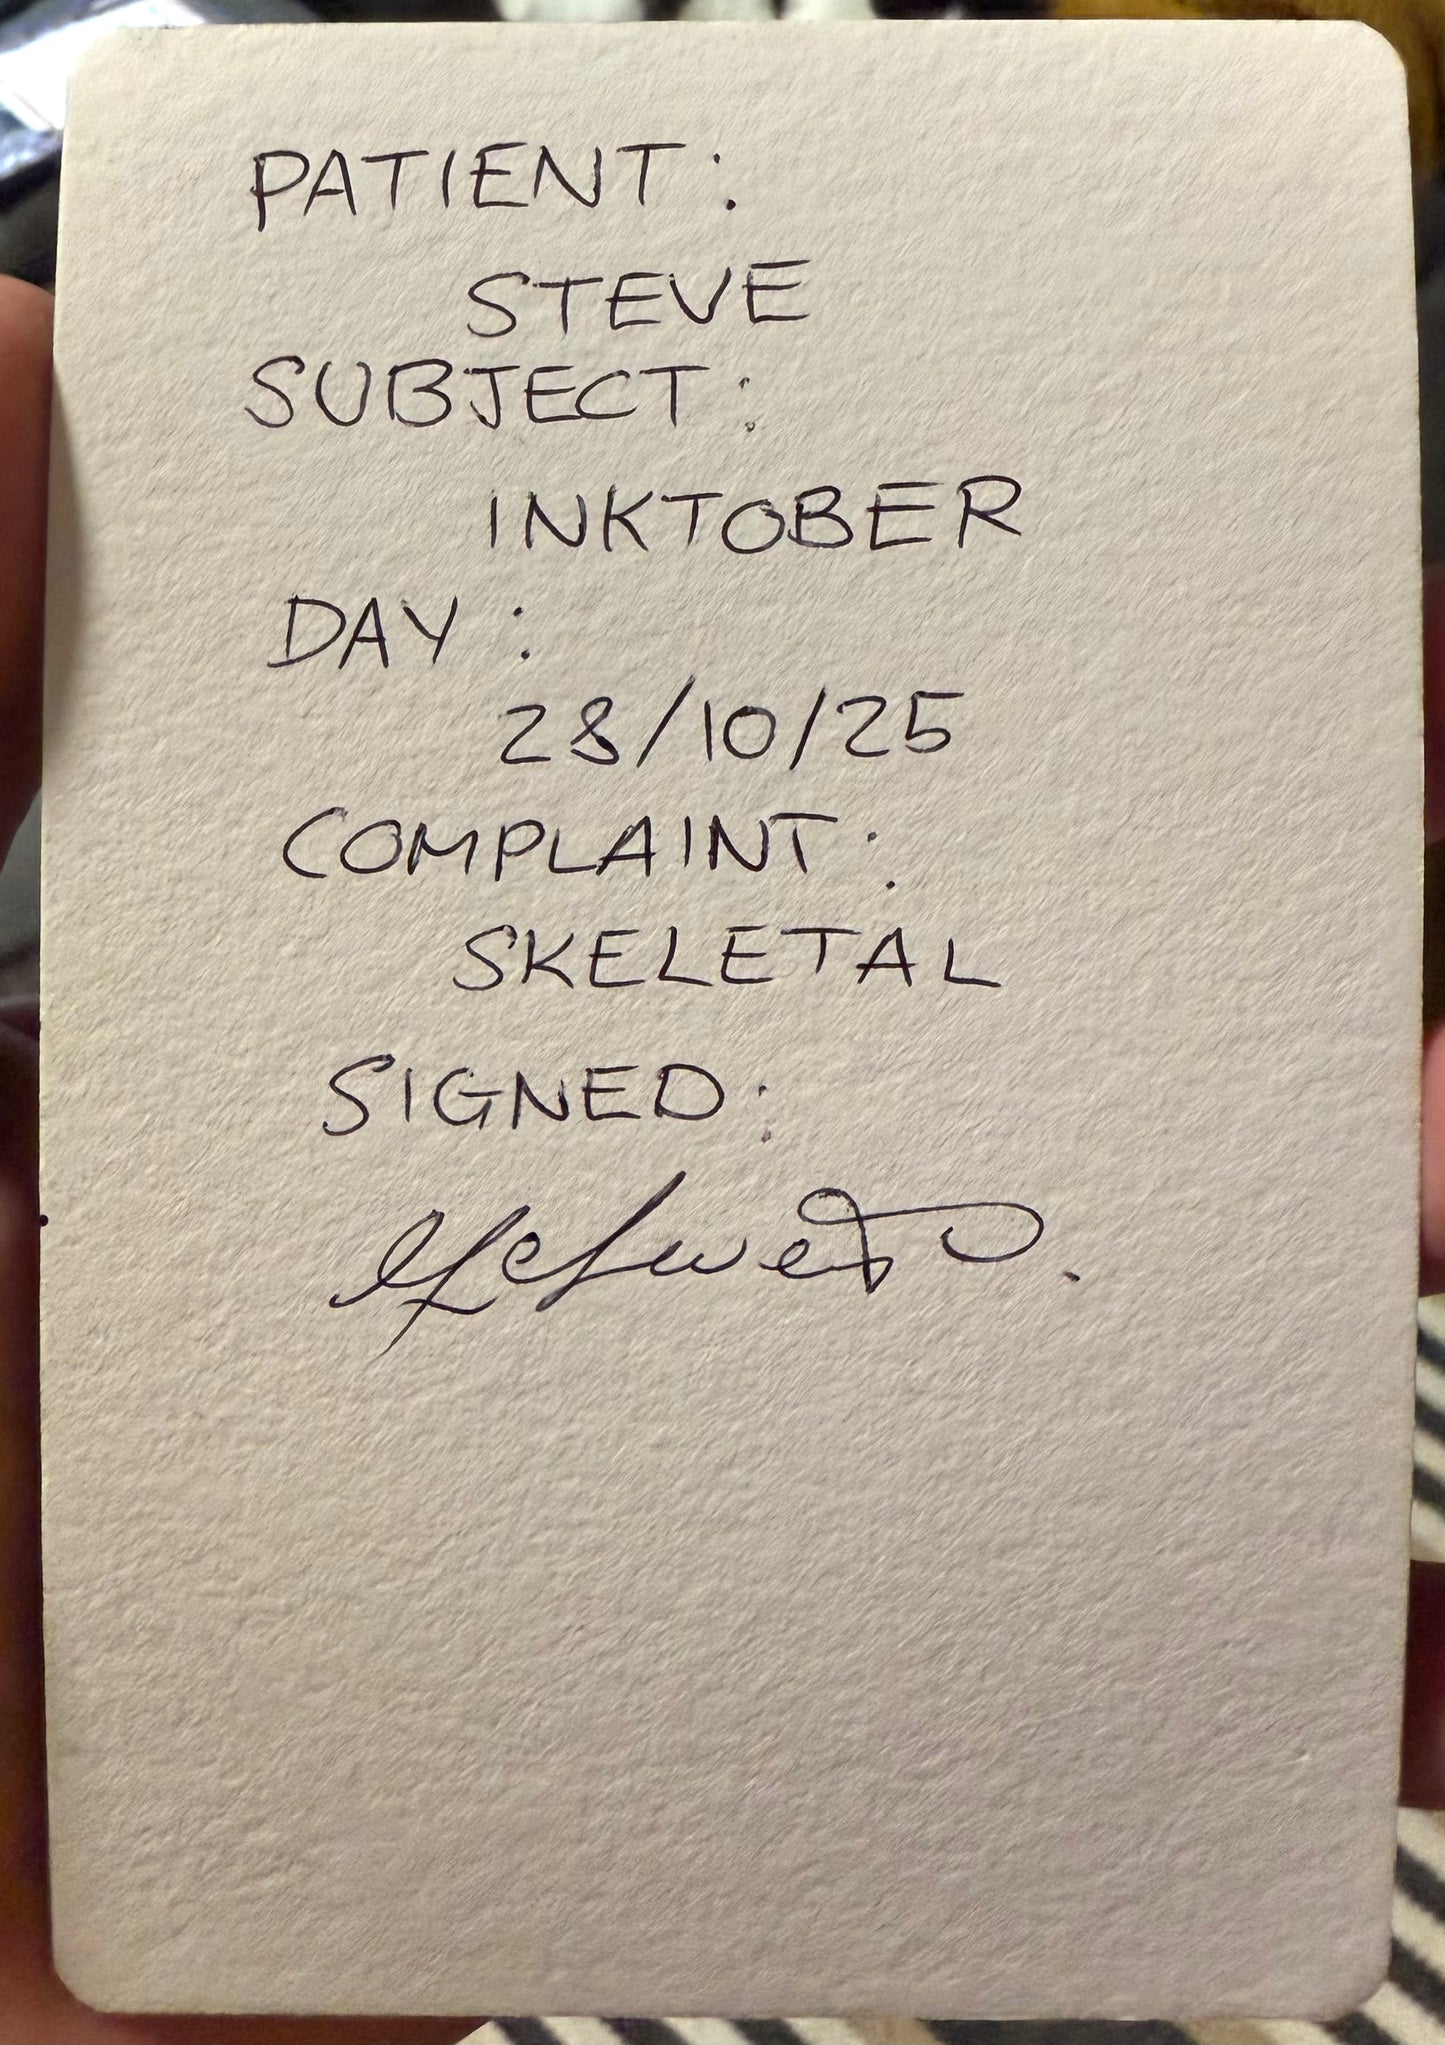 PATIENT:
STEVE
SUBJECT:
INKTOBER
DAY:
28/10/25
COMPLAINT:
SKELETAL
SIGNED: